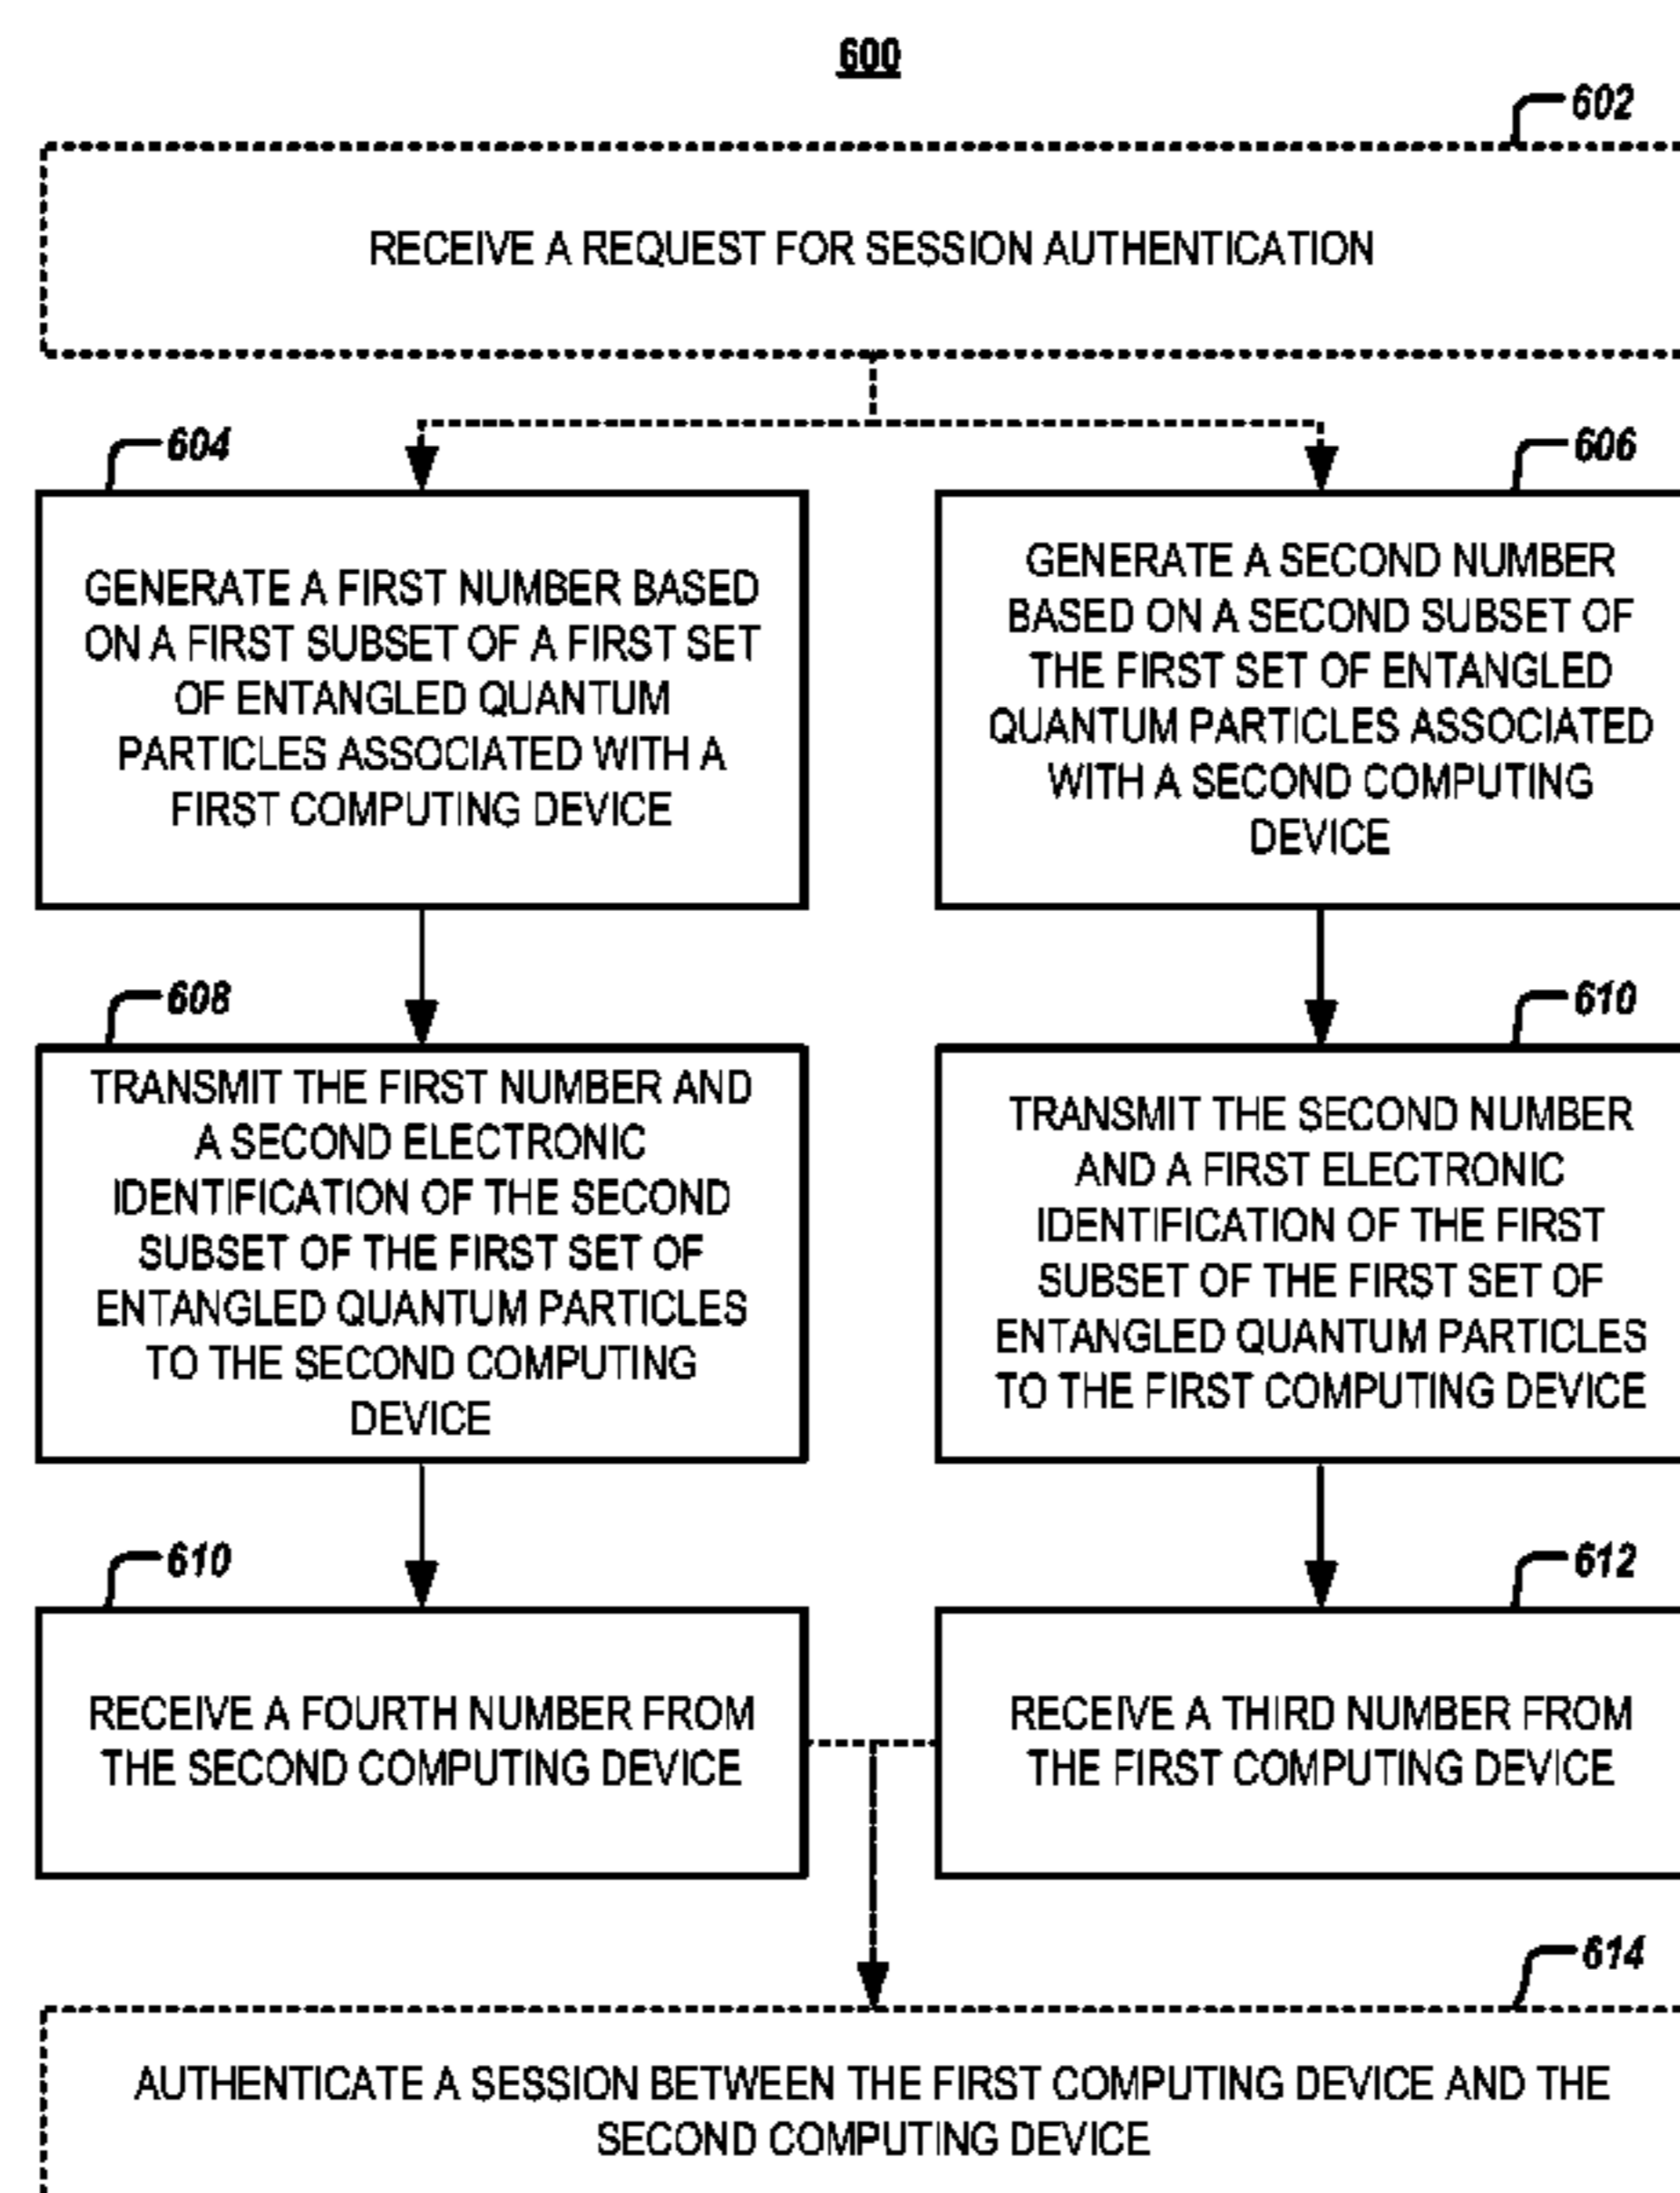 600
602
RECEIVE A REQUEST FOR SESSION AUTHENTICATION
604
GENERATE A FIRST NUMBER BASED
ON A FIRST SUBSET OF A FIRST SET
OF ENTANGLED QUANTUM
PARTICLES ASSOCIATED WITH A
FIRST COMPUTING DEVICE
606
GENERATE A SECOND NUMBER
BASED ON A SECOND SUBSET OF
THE FIRST SET OF ENTANGLED
QUANTUM PARTICLES ASSOCIATED
WITH A SECOND COMPUTING
DEVICE
608
TRANSMIT THE FIRST NUMBER AND
A SECOND ELECTRONIC
IDENTIFICATION OF THE SECOND
SUBSET OF THE FIRST SET OF
ENTANGLED QUANTUM PARTICLES
TO THE SECOND COMPUTING
DEVICE
610
TRANSMIT THE SECOND NUMBER
AND A FIRST ELECTRONIC
IDENTIFICATION OF THE FIRST
SUBSET OF THE FIRST SET OF
ENTANGLED QUANTUM PARTICLES
TO THE FIRST COMPUTING DEVICE
610
RECEIVE A FOURTH NUMBER FROM
THE SECOND COMPUTING DEVICE
612
RECEIVE A THIRD NUMBER FROM
THE FIRST COMPUTING DEVICE
614
AUTHENTICATE A SESSION BETWEEN THE FIRST COMPUTING DEVICE AND THE
SECOND COMPUTING DEVICE